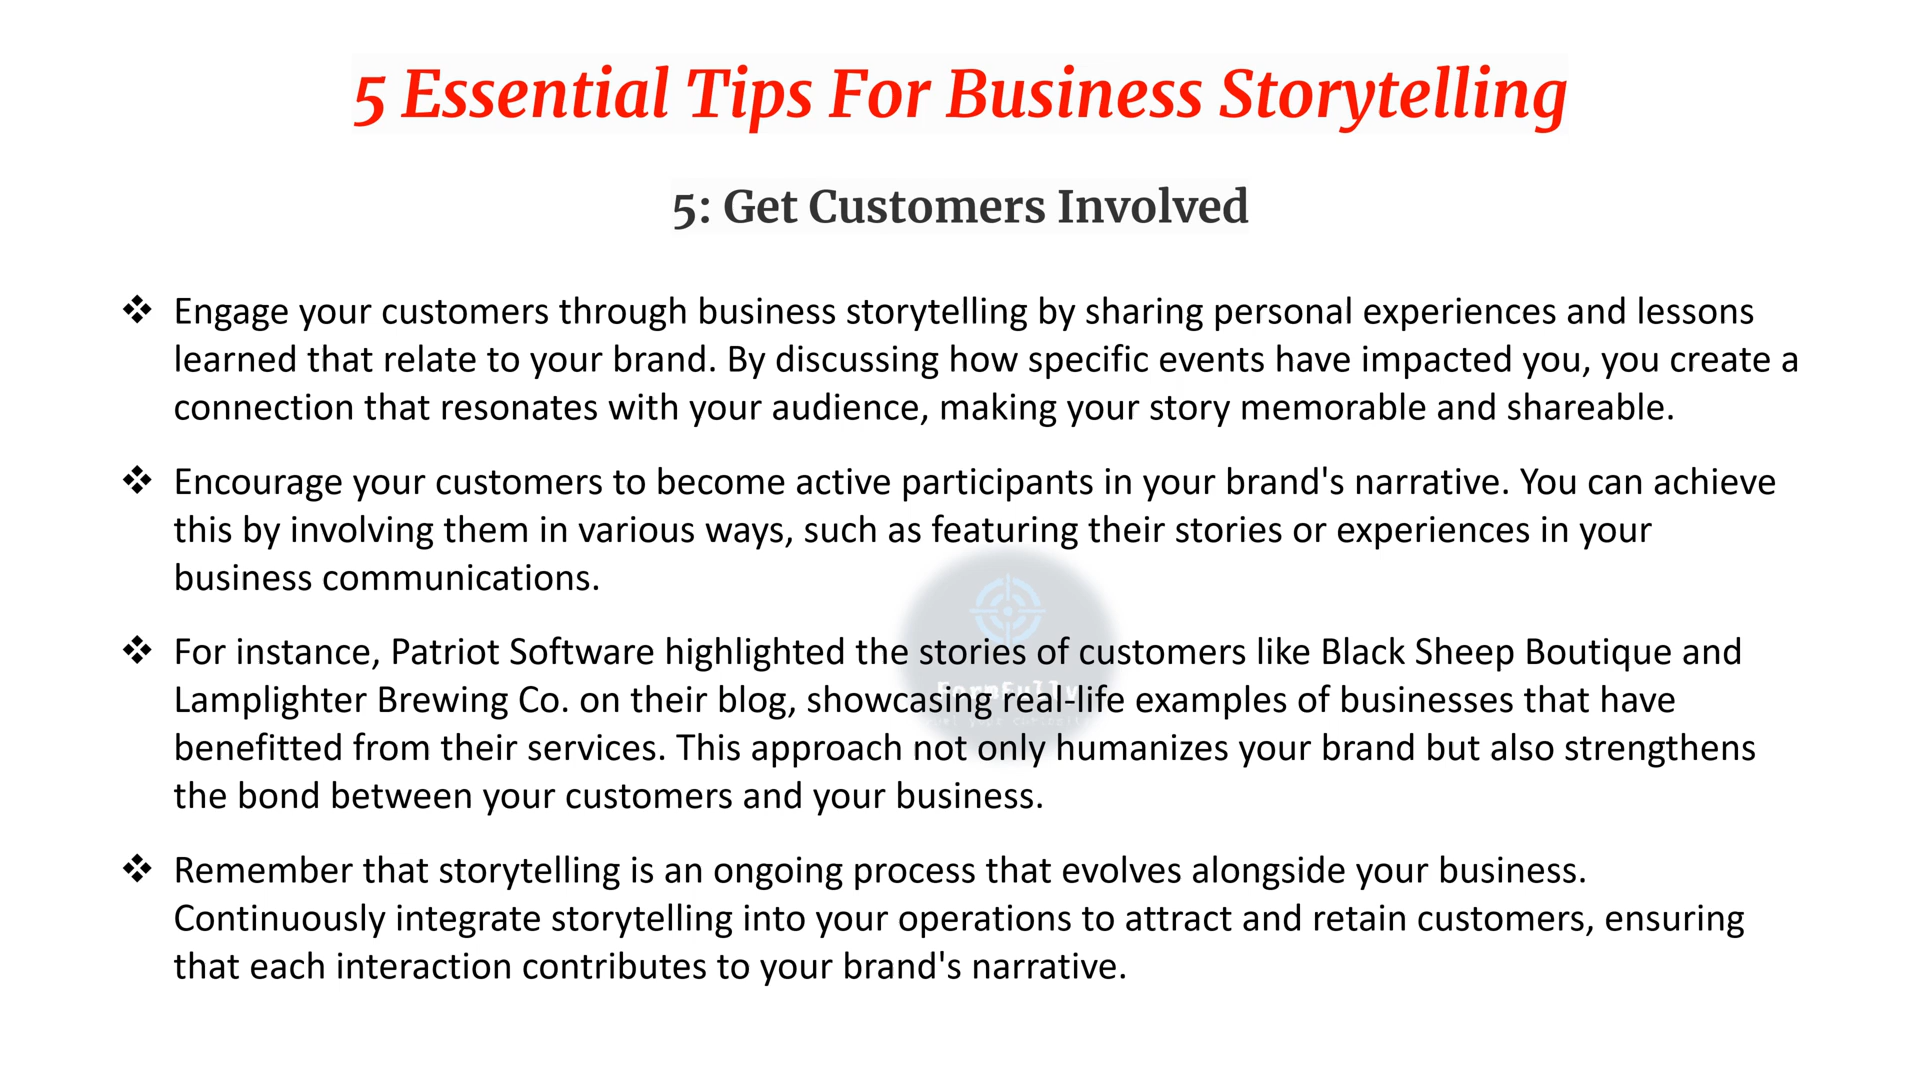 5 Essential Tips For Business Storytelling
5: Get Customers Involved
❖ Engage your customers through business storytelling by sharing personal experiences and lessons
learned that relate to your brand. By discussing how specific events have impacted you, you create a
connection that resonates with your audience, making your story memorable and shareable.
❖ Encourage your customers to become active participants in your brand's narrative. You can achieve
this by involving them in various ways, such as featuring their stories or experiences in your
business communications.
❖ For instance, Patriot Software highlighted the stories of customers like Black Sheep Boutique and
Lamplighter Brewing Co. on their blog, showcasing real-life examples of businesses that have
benefitted from their services. This approach not only humanizes your brand but also strengthens
the bond between your customers and your business.
❖ Remember that storytelling is an ongoing process that evolves alongside your business.
Continuously integrate storytelling into your operations to attract and retain customers, ensuring
that each interaction contributes to your brand's narrative.